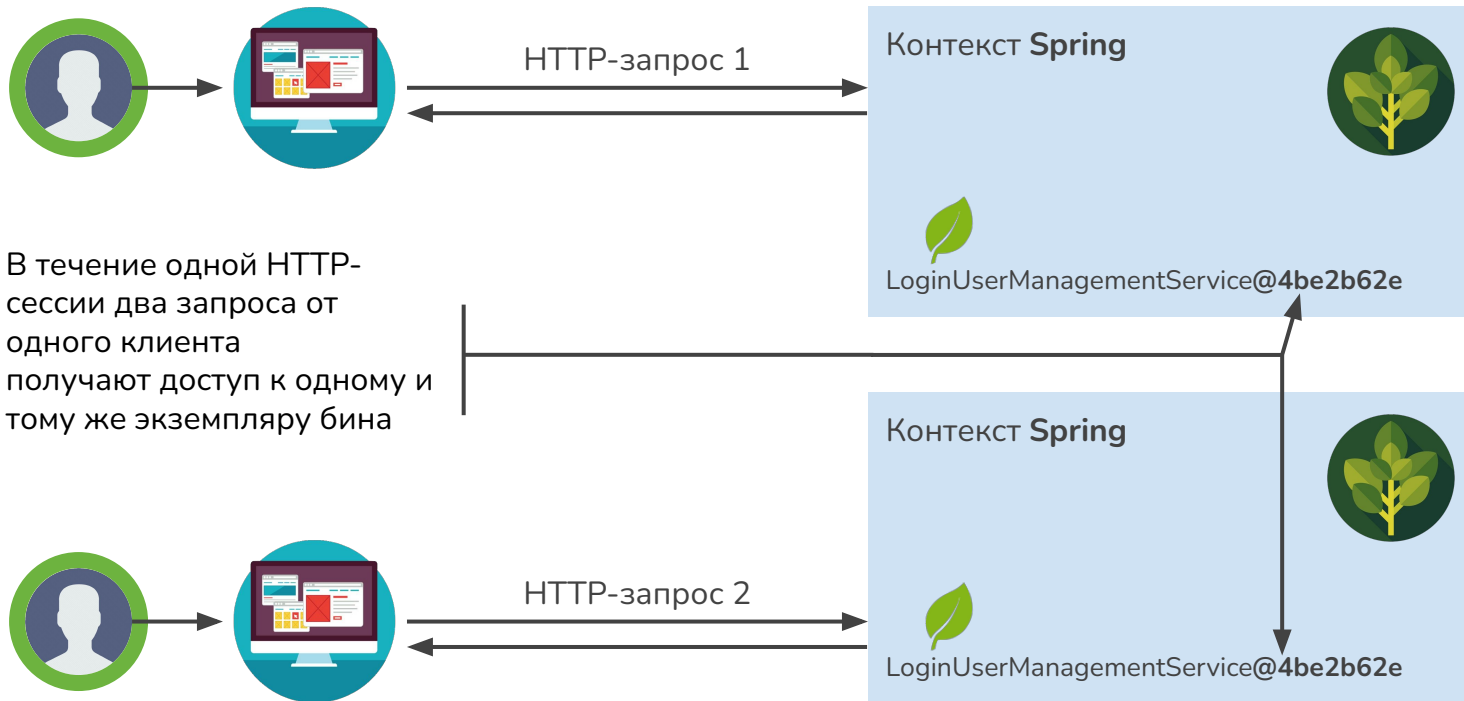 HTTP-запрос 1
Контекст Spring
LoginUserManagementService@4be2b62e
В течение одной HTTP-
сессии два запроса от
одного клиента
получают доступ к одному и
тому же экземпляру бина
Контекст Spring
HTTP-запрос 2
LoginUserManagementService@4be2b62e